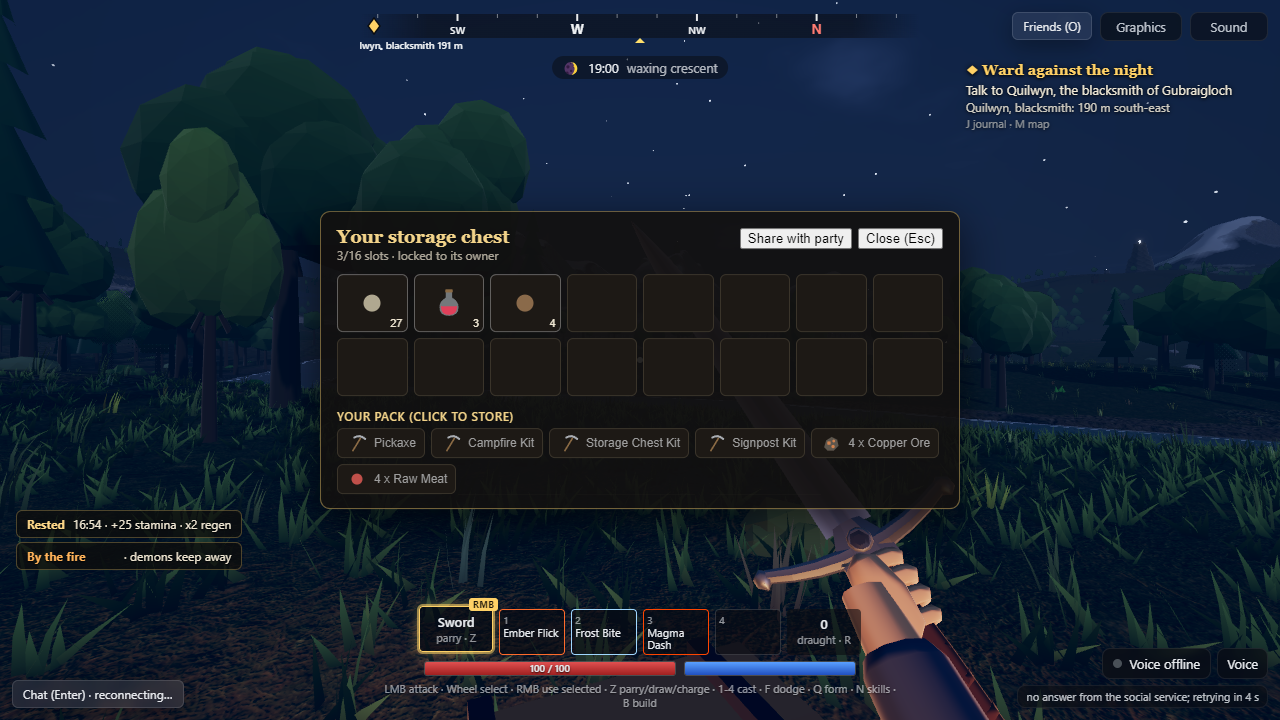 SW
W
NW
N
lwyn, blacksmith 191 m
19:00 waxing crescent
Friends (O)
Graphics
Sound
Ward against the night
Talk to Quilwyn, the blacksmith of Gubraigloch
Quilwyn, blacksmith: 190 m south-east
J journal · M map
Your storage chest
3/16 slots · locked to its owner
Share with party
Close (Esc)
27
3
4
YOUR PACK (CLICK TO STORE)
Pickaxe
Campfire Kit
Storage Chest Kit
Signpost Kit
4 x Copper Ore
4 x Raw Meat
Rested 16:54 · +25 stamina · x2 regen
By the fire · demons keep away
RMB
Sword
parry · Z
1
Ember Flick
2
Frost Bite
3
Magma
Dash
4
0
draught · R
100 / 100
LMB attack · Wheel select · RMB use selected · Z parry/draw/charge · 1-4 cast · F dodge · Q form · N skills ·
B build
Chat (Enter) · reconnecting...
Voice offline
Voice
no answer from the social service; retrying in 4 s